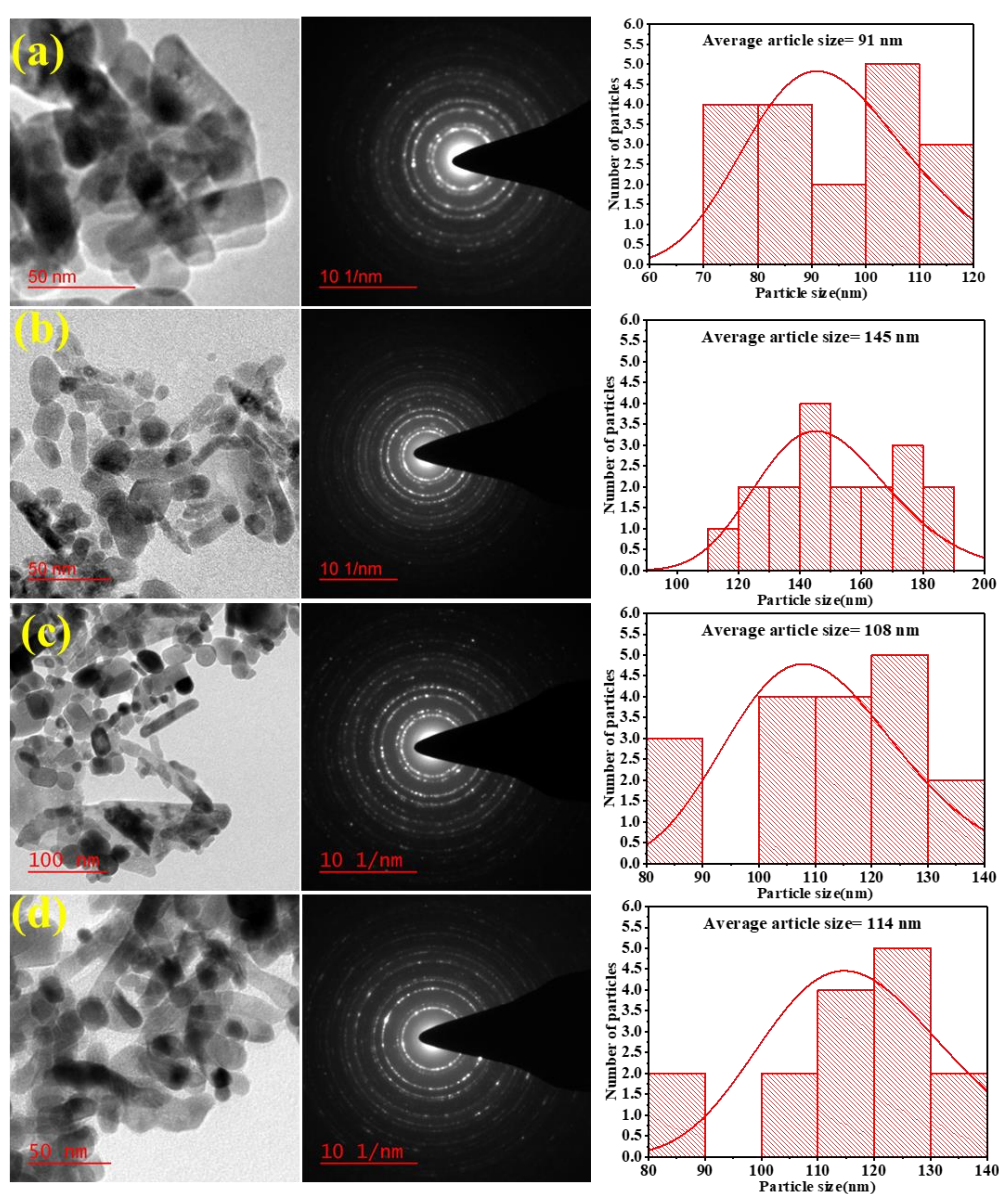 (a)
50 nm
10 1/nm
Average article size= 91 nm
Number of particles
6.0
5.5
5.0
4.5
4.0
3.5
3.0
2.5
2.0
1.5
1.0
0.5
0.0
60 70 80 90 100 110 120
Particle size(nm)
(b)
50 nm
10 1/nm
Average article size= 145 nm
Number of particles
6.0
5.5
5.0
4.5
4.0
3.5
3.0
2.5
2.0
1.5
1.0
0.5
0.0
100 120 140 160 180 200
Particle size(nm)
(c)
100 nm
10 1/nm
Average article size= 108 nm
Number of particles
6.0
5.5
5.0
4.5
4.0
3.5
3.0
2.5
2.0
1.5
1.0
0.5
0.0
80 90 100 110 120 130 140
Particle size(nm)
(d)
50 nm
10 1/nm
Average article size= 114 nm
Number of particles
6.0
5.5
5.0
4.5
4.0
3.5
3.0
2.5
2.0
1.5
1.0
0.5
0.0
80 90 100 110 120 130 140
Particle size(nm)